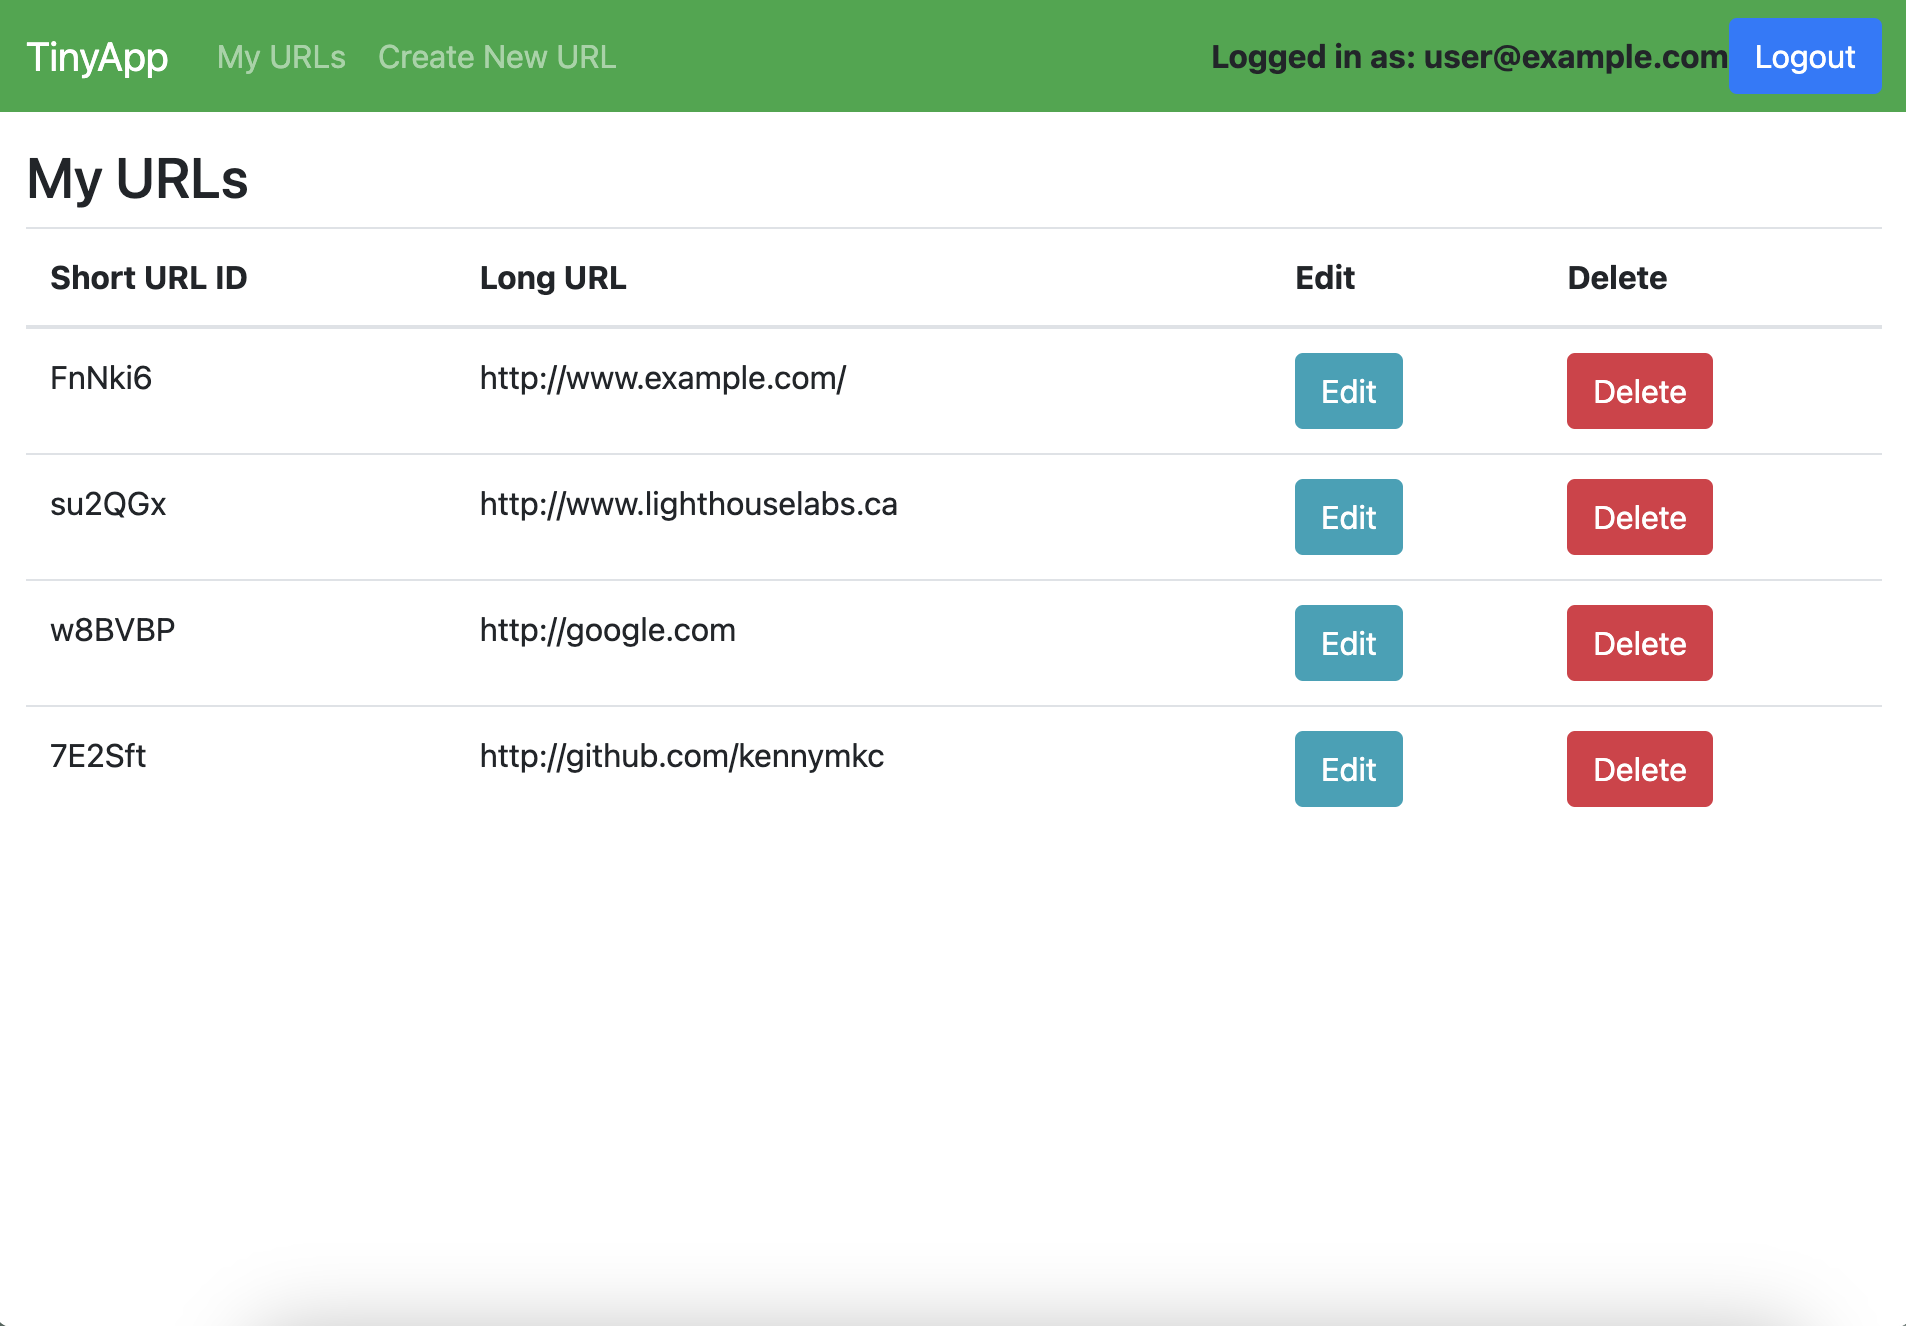 TinyApp My URLs Create New URL Logged in as: user@example.com Logout
My URLs
Short URL ID Long URL Edit Delete
FnNki6 http://www.example.com/ Edit Delete
su2QGx http://www.lighthouselabs.ca Edit Delete
w8BVBP http://google.com Edit Delete
7E2Sft http://github.com/kennymkc Edit Delete